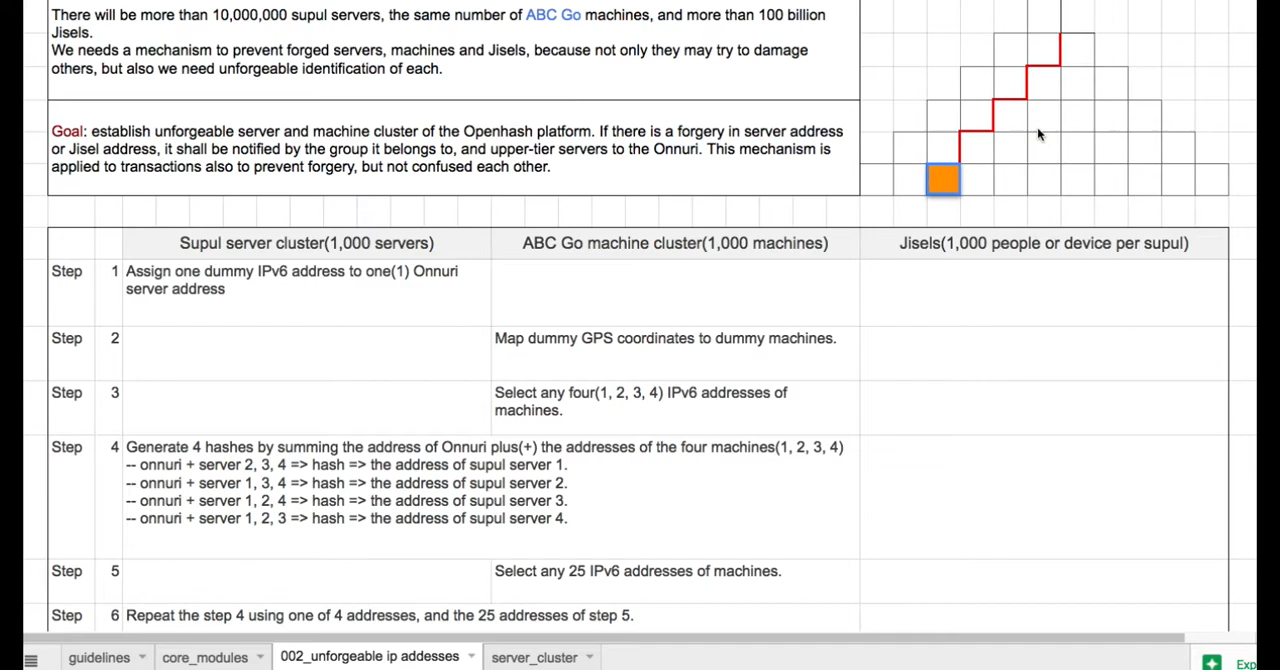 There will be more than 10,000,000 supul servers, the same number of ABC Go machines, and more than 100 billion
Jisels.
We needs a mechanism to prevent forged servers, machines and Jisels, because not only they may try to damage
others, but also we need unforgeable identification of each.
Goal: establish unforgeable server and machine cluster of the Openhash platform. If there is a forgery in server address
or Jisel address, it shall be notified by the group it belongs to, and upper-tier servers to the Onnuri. This mechanism is
applied to transactions also to prevent forgery, but not confused each other.
Supul server cluster(1,000 servers) ABC Go machine cluster(1,000 machines) Jisels(1,000 people or device per supul)
Step 1 Assign one dummy IPv6 address to one(1) Onnuri
server address
Step 2 Map dummy GPS coordinates to dummy machines.
Step 3 Select any four(1, 2, 3, 4) IPv6 addresses of
machines.
Step 4 Generate 4 hashes by summing the address of Onnuri plus(+) the addresses of the four machines(1, 2, 3, 4)
-- onnuri + server 2, 3, 4 => hash => the address of supul server 1.
-- onnuri + server 1, 3, 4 => hash => the address of supul server 2.
-- onnuri + server 1, 2, 4 => hash => the address of supul server 3.
-- onnuri + server 1, 2, 3 => hash => the address of supul server 4.
Step 5 Select any 25 IPv6 addresses of machines.
Step 6 Repeat the step 4 using one of 4 addresses, and the 25 addresses of step 5.
guidelines core_modules 002_unforgeable ip addesses server_cluster Exp